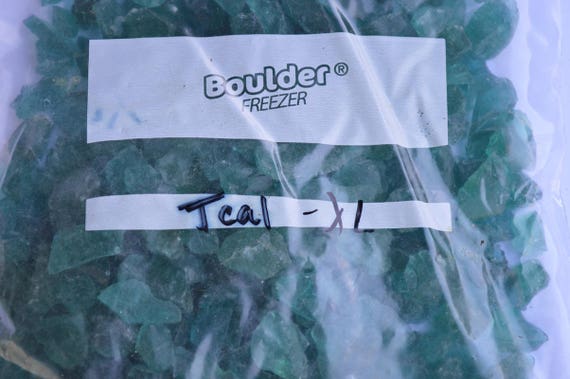 Boulder®
FREEZER
Tcal - XL